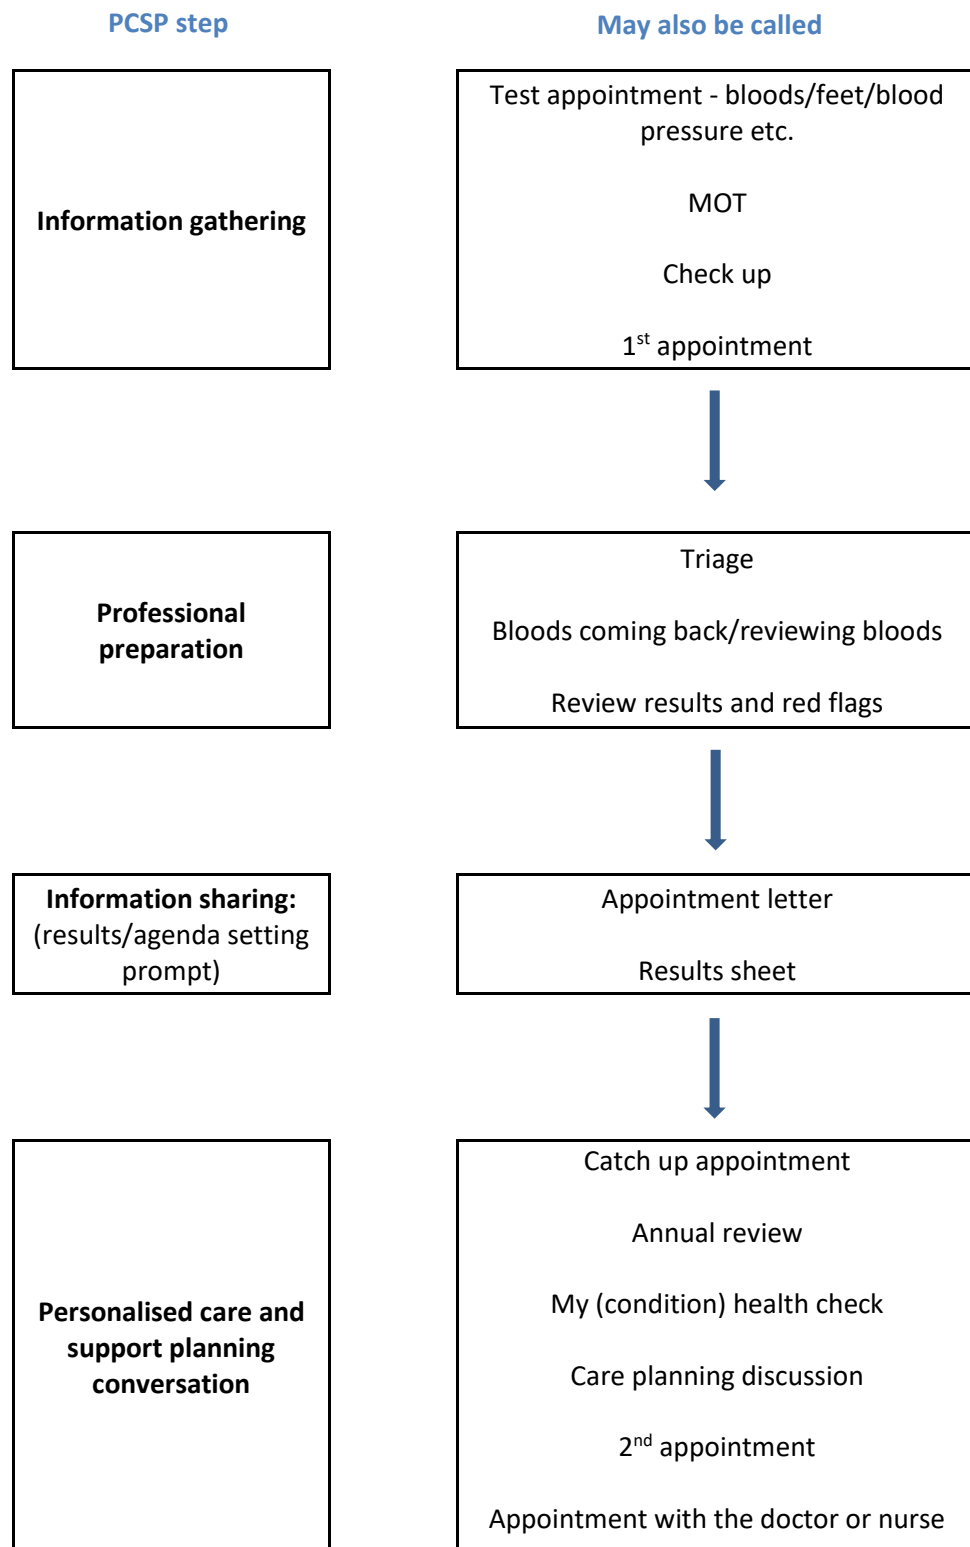 PCSP step
May also be called
Information gathering
Test appointment - bloods/feet/blood
pressure etc.
MOT
Check up
1st appointment
Professional
preparation
Triage
Bloods coming back/reviewing bloods
Review results and red flags
Information sharing:
(results/agenda setting
prompt)
Appointment letter
Results sheet
Personalised care and
support planning
conversation
Catch up appointment
Annual review
My (condition) health check
Care planning discussion
2nd appointment
Appointment with the doctor or nurse